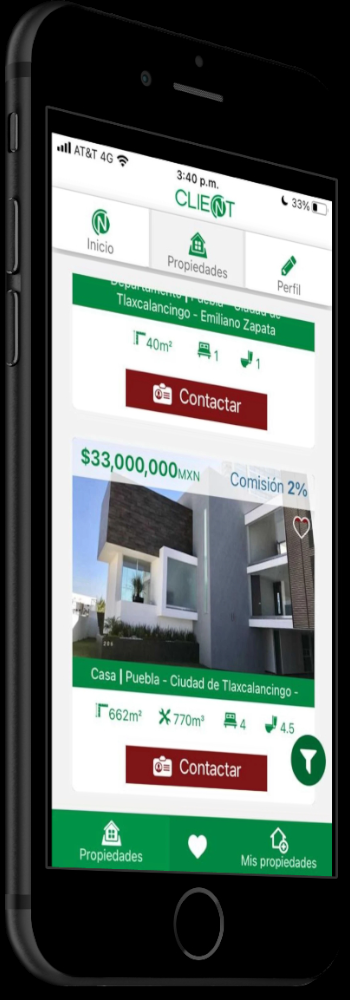 AT&T 4G
3:40 p.m.
33%
CLIENT
Inicio
Propiedades
Perfil
Departamento | Puebla - Ciudad de
Tlaxcalancingo - Emiliano Zapata
40m²
1
1
Contactar
$33,000,000MXN
Comisión 2%
Casa | Puebla - Ciudad de Tlaxcalancingo -
662m²
770m³
4
4.5
Contactar
Propiedades
Mis propiedades